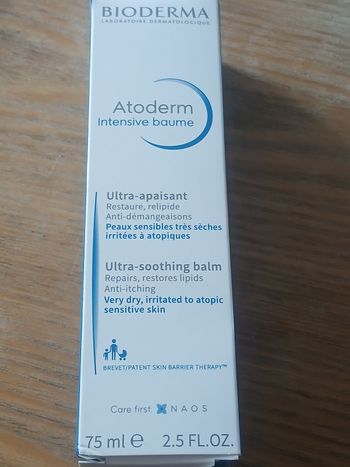 BIODERMA
LABORATOIRE DERMATOLOGIQUE
Atoderm
Intensive baume
Ultra-apaisant
Restaure, relipide
Anti-démangeaisons
Peaux sensibles très sèches
irritées à atopiques
Ultra-soothing balm
Repairs, restores lipids
Anti-itching
Very dry, irritated to atopic
sensitive skin
BREVET/PATENT SKIN BARRIER THERAPY™
Care first. NAOS
75 ml ℮ 2.5 FL.OZ.